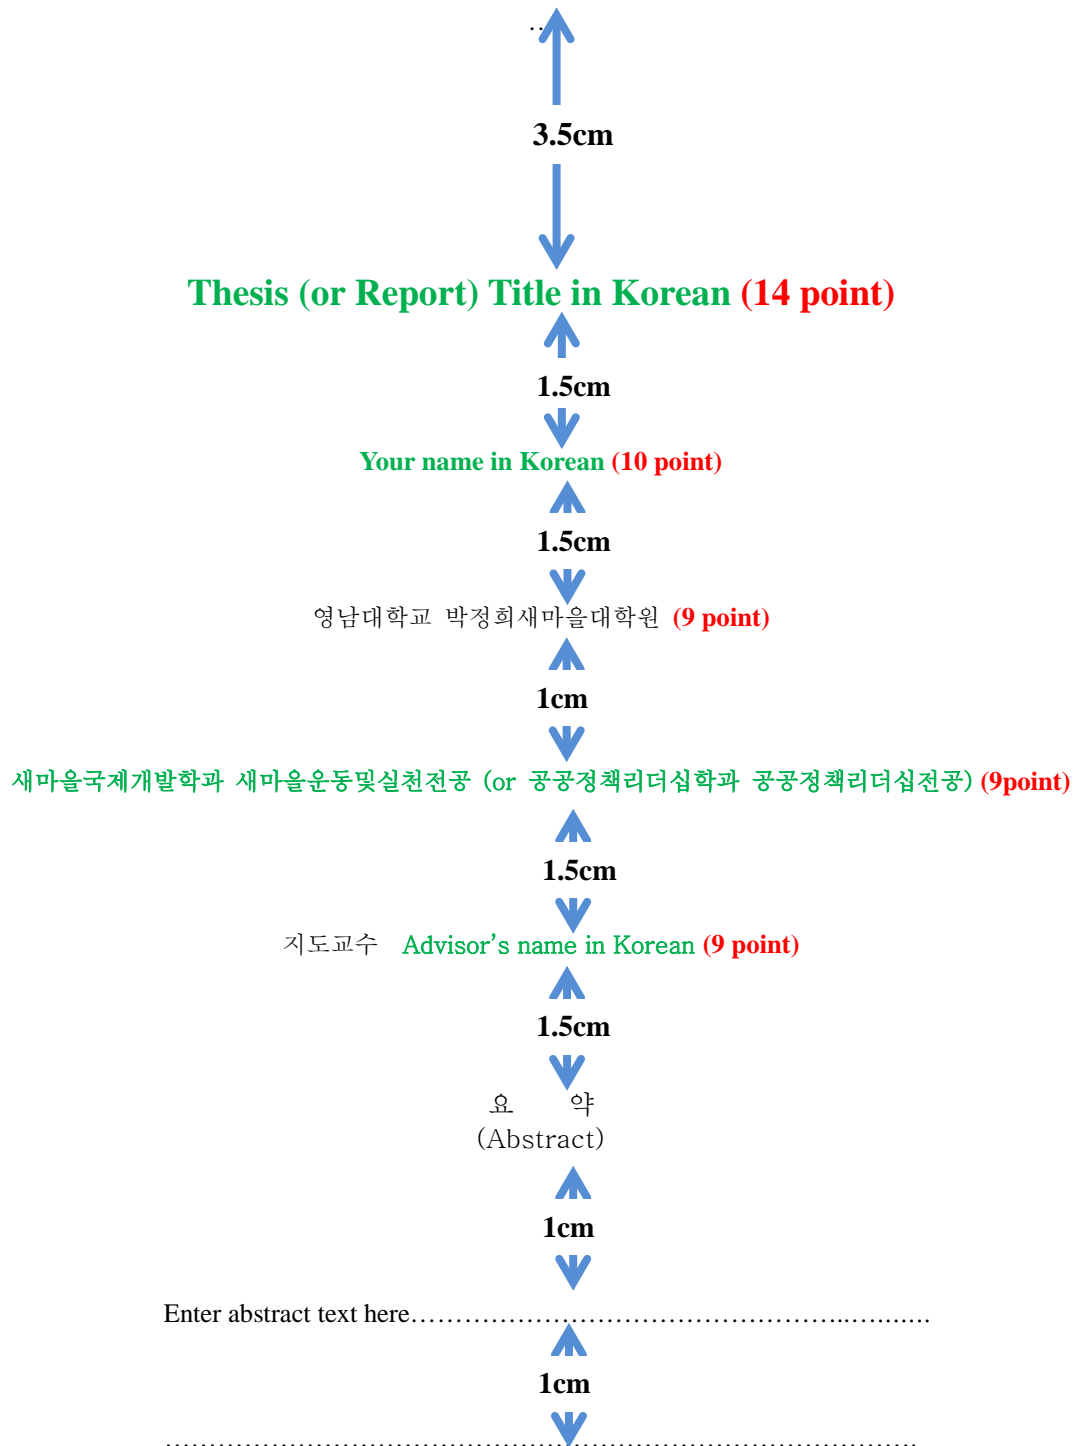 ..
3.5cm
Thesis (or Report) Title in Korean (14 point)
1.5cm
Your name in Korean (10 point)
1.5cm
영남대학교 박정희새마을대학원 (9 point)
1cm
새마을국제개발학과 새마을운동및실천전공 (or 공공정책리더십학과 공공정책리더십전공) (9point)
1.5cm
지도교수 Advisor's name in Korean (9 point)
1.5cm
요 약
(Abstract)
1cm
Enter abstract text here…………………………………………..….......
1cm
………………………………………………………………………….